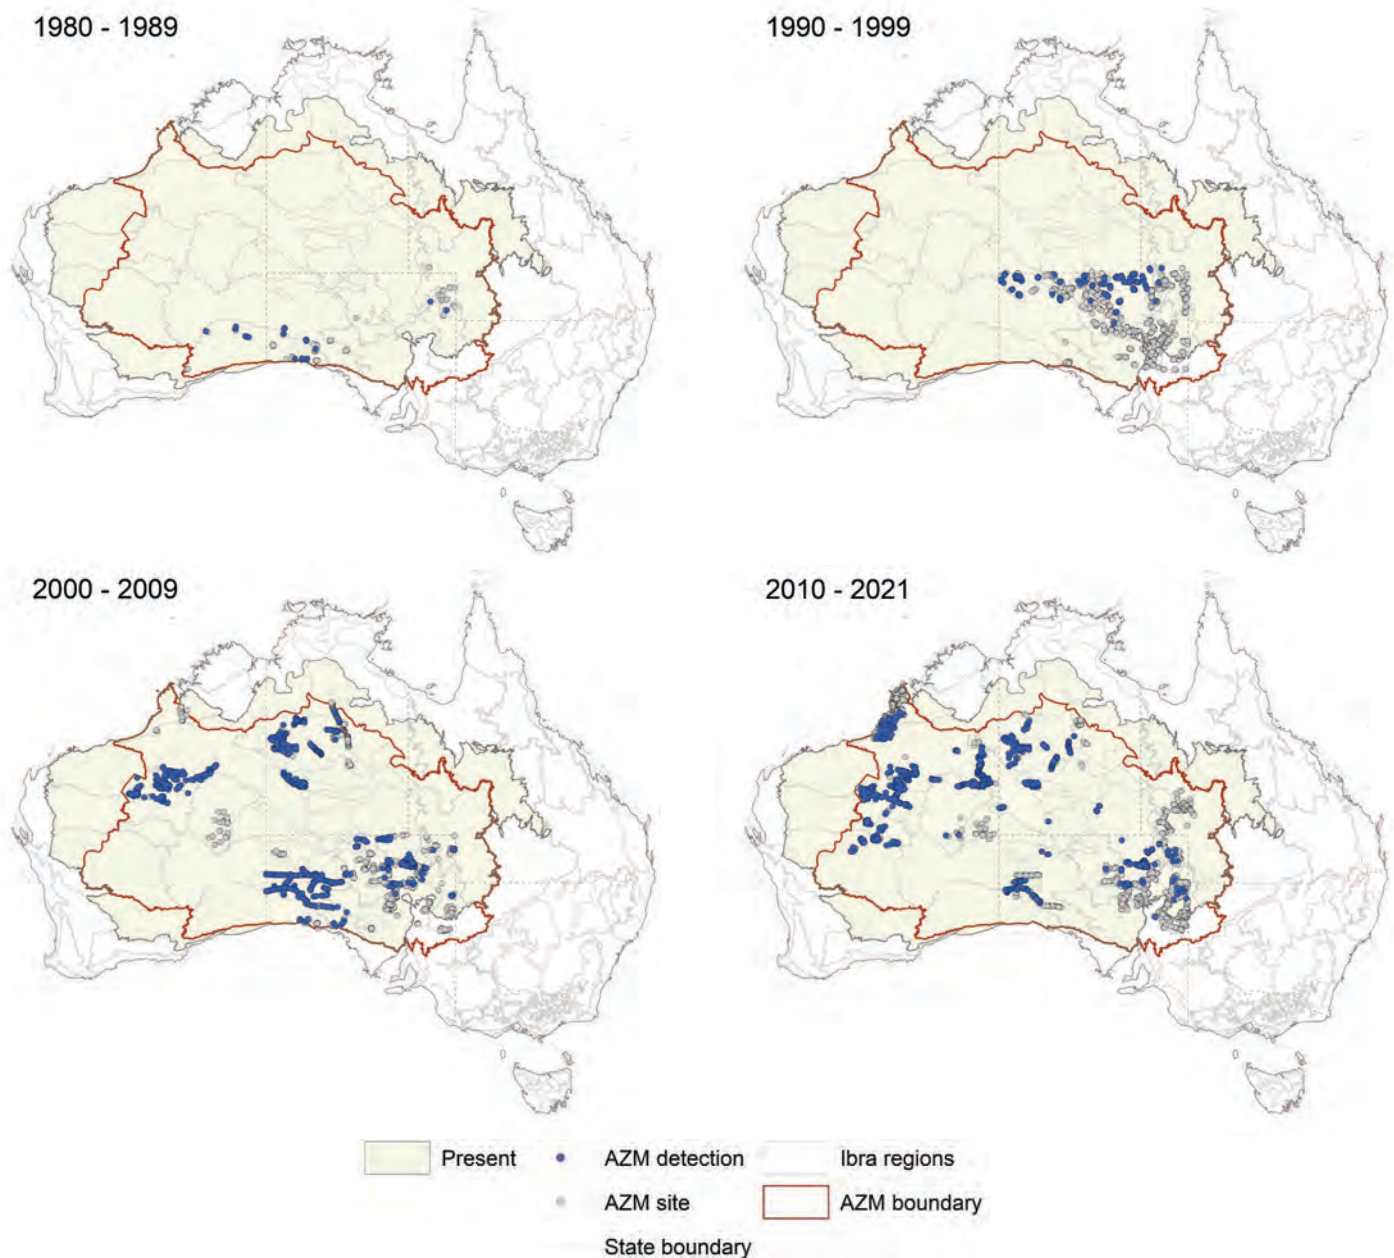 1980 - 1989
1990 - 1999
2000 - 2009
2010 - 2021
Present
AZM detection
Ibra regions
AZM site
AZM boundary
State boundary